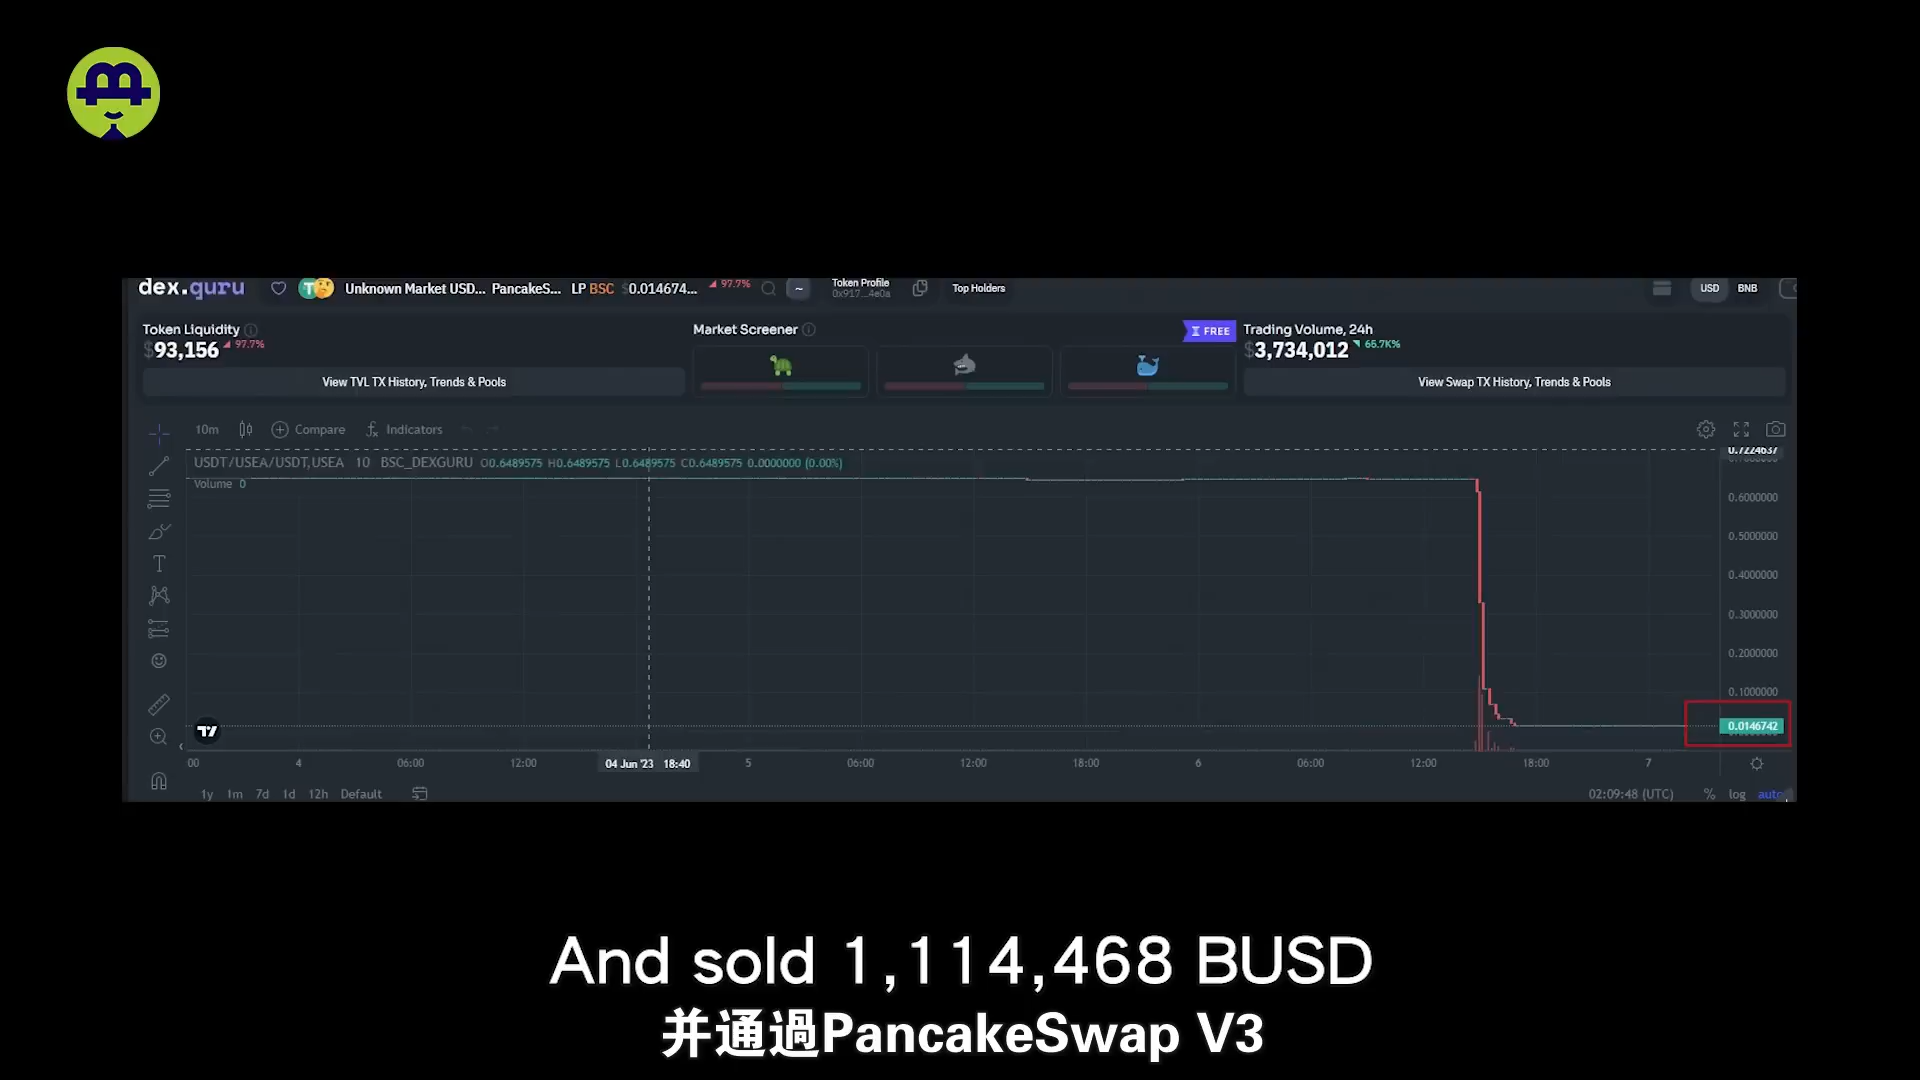 dex.guru Unknown Market USD... PancakeS... LP BSC $0.014674... 97.7% ~ Token Profile 0x917...4e0a Top Holders USD BNB
Token Liquidity
$93,156 97.7%
View TVL TX History, Trends & Pools
Market Screener
FREE
Trading Volume, 24h
$3,734,012 65.7K%
View Swap TX History, Trends & Pools
10m Compare Indicators
USDT/USEA/USDT,USEA 10 BSC_DEXGURU O0.6489575 H0.6489575 L0.6489575 C0.6489575 0.0000000 (0.00%)
Volume 0
0.7224637
0.6000000
0.5000000
0.4000000
0.3000000
0.2000000
0.1000000
0.0146742
00 4 06:00 12:00 04 Jun '23 18:40 5 06:00 12:00 18:00 6 06:00 12:00 18:00 7
1y 1m 7d 1d 12h Default 02:09:48 (UTC) % log auto
And sold 1,114,468 BUSD
并通過PancakeSwap V3